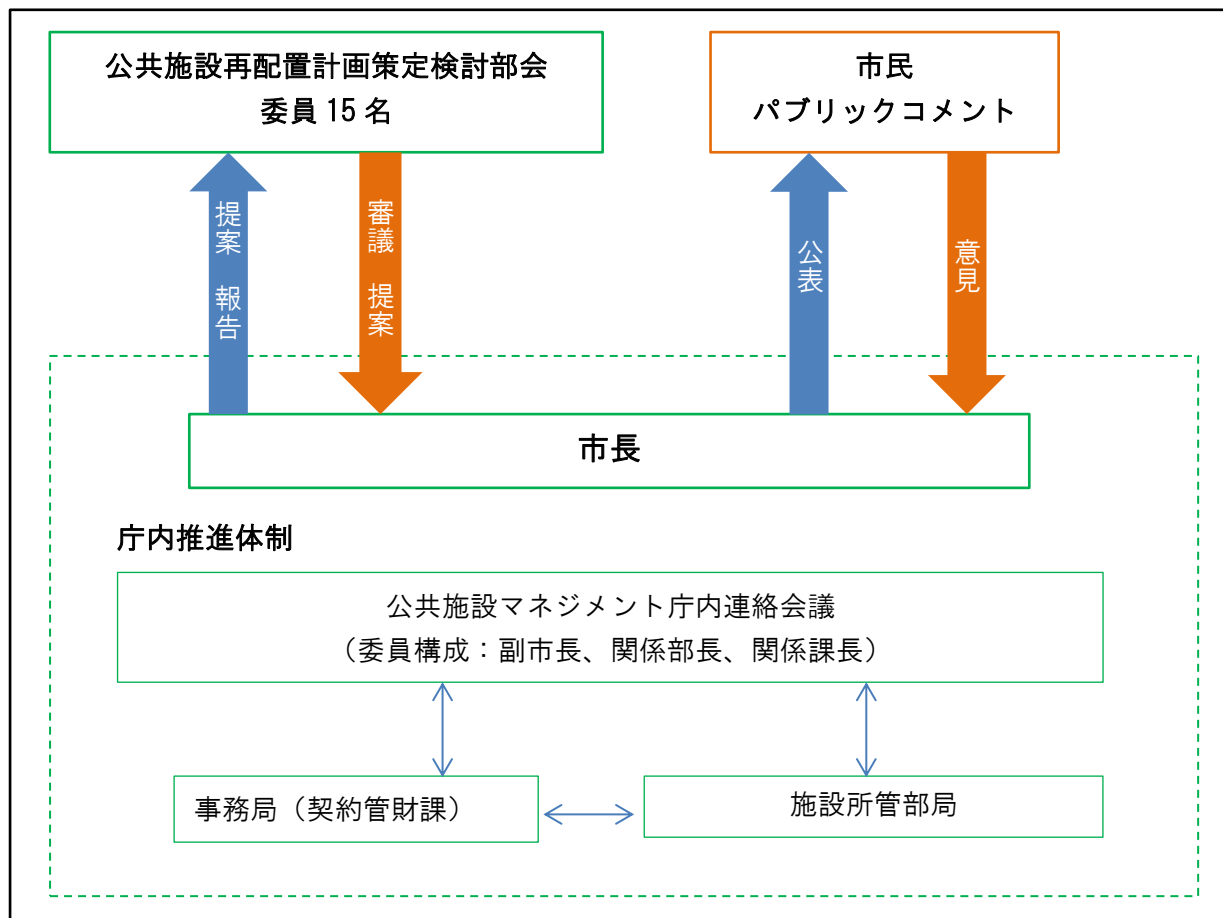 公共施設再配置計画策定検討部会
委員 15 名
市民
パブリックコメント
提案 報告
審議 提案
公表
意見
市長
庁内推進体制
公共施設マネジメント庁内連絡会議
（委員構成：副市長、関係部長、関係課長）
事務局（契約管財課）
施設所管部局